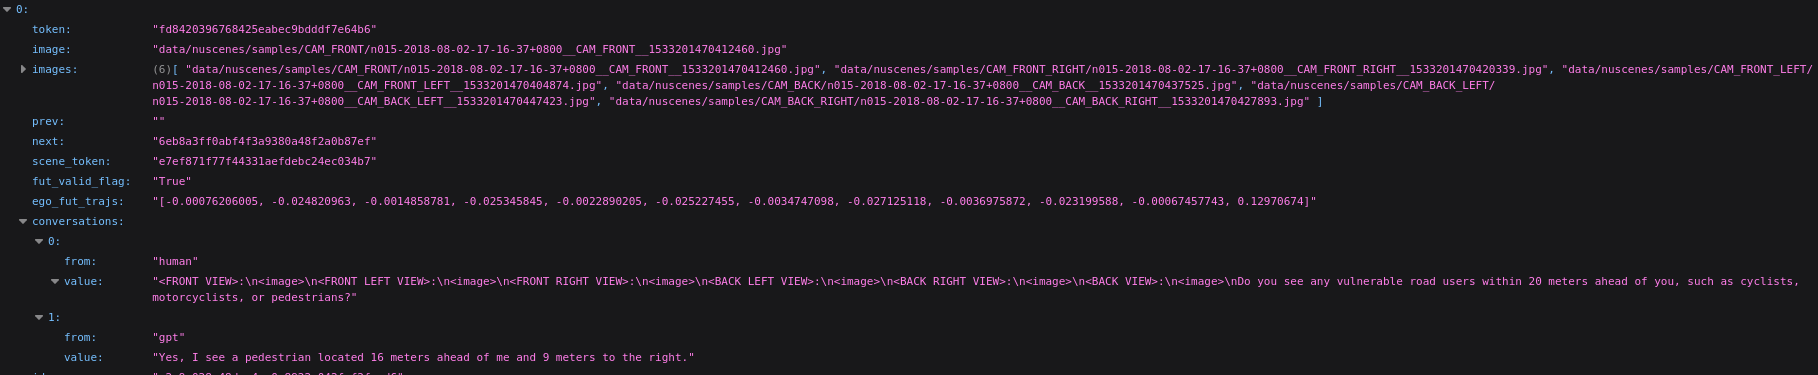 0:
token: "fd8420396768425eabec9bdddf7e64b6"
image: "data/nuscenes/samples/CAM_FRONT/n015-2018-08-02-17-16-37+0800__CAM_FRONT__1533201470412460.jpg"
images: (6)[ "data/nuscenes/samples/CAM_FRONT/n015-2018-08-02-17-16-37+0800__CAM_FRONT__1533201470412460.jpg", "data/nuscenes/samples/CAM_FRONT_RIGHT/n015-2018-08-02-17-16-37+0800__CAM_FRONT_RIGHT__1533201470420339.jpg", "data/nuscenes/samples/CAM_FRONT_LEFT/
n015-2018-08-02-17-16-37+0800__CAM_FRONT_LEFT__1533201470404874.jpg", "data/nuscenes/samples/CAM_BACK/n015-2018-08-02-17-16-37+0800__CAM_BACK__1533201470437525.jpg", "data/nuscenes/samples/CAM_BACK_LEFT/
n015-2018-08-02-17-16-37+0800__CAM_BACK_LEFT__1533201470447423.jpg", "data/nuscenes/samples/CAM_BACK_RIGHT/n015-2018-08-02-17-16-37+0800__CAM_BACK_RIGHT__1533201470427893.jpg" ]
prev: ""
next: "6eb8a3ff0abf4f3a9380a48f2a0b87ef"
scene_token: "e7ef871f77f44331aefdebc24ec034b7"
fut_valid_flag: "True"
ego_fut_trajs: "[-0.00076206005, -0.024820963, -0.0014858781, -0.025345845, -0.0022890205, -0.025227455, -0.0034747098, -0.027125118, -0.0036975872, -0.023199588, -0.00067457743, 0.12970674]"
conversations:
0:
from: "human"
value: "<FRONT VIEW>:\n<image>\n<FRONT LEFT VIEW>:\n<image>\n<FRONT RIGHT VIEW>:\n<image>\n<BACK LEFT VIEW>:\n<image>\n<BACK RIGHT VIEW>:\n<image>\n<BACK VIEW>:\n<image>\nDo you see any vulnerable road users within 20 meters ahead of you, such as cyclists,
motorcyclists, or pedestrians?"
1:
from: "gpt"
value: "Yes, I see a pedestrian located 16 meters ahead of me and 9 meters to the right."